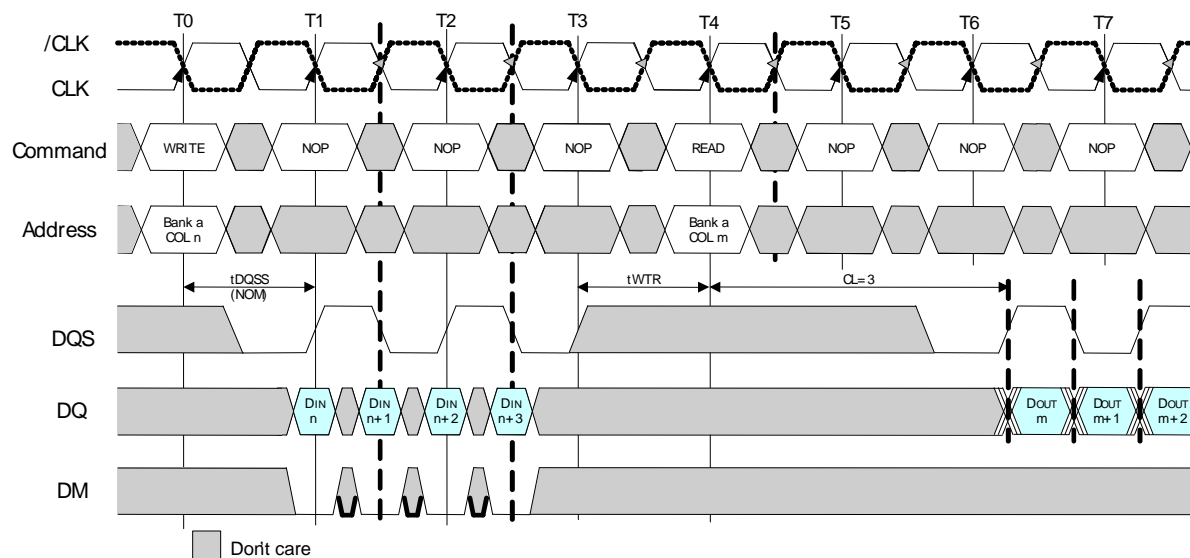 T0 T1 T2 T3 T4 T5 T6 T7
/CLK
CLK
Command WRITE NOP NOP NOP READ NOP NOP NOP
Address Bank a COL n Bank a COL m
tDQSS (NOM) tWTR CL=3
DQS
DQ DIN n DIN n+1 DIN n+2 DIN n+3 DOUT m DOUT m+1 DOUT m+2
DM
Don't care